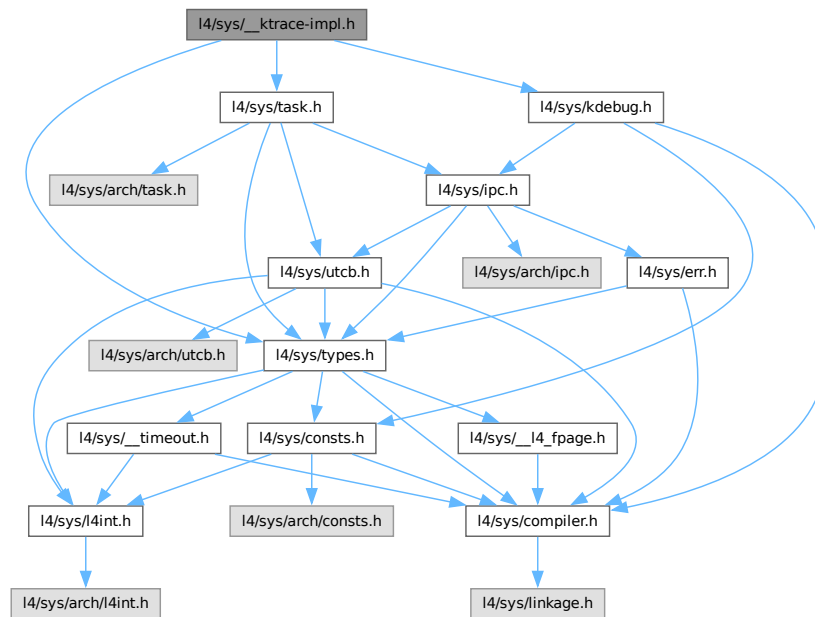 l4/sys/__ktrace-impl.h
l4/sys/task.h
l4/sys/kdebug.h
l4/sys/arch/task.h
l4/sys/ipc.h
l4/sys/utcb.h
l4/sys/arch/ipc.h
l4/sys/err.h
l4/sys/arch/utcb.h
l4/sys/types.h
l4/sys/__timeout.h
l4/sys/consts.h
l4/sys/__l4_fpage.h
l4/sys/l4int.h
l4/sys/arch/consts.h
l4/sys/compiler.h
l4/sys/arch/l4int.h
l4/sys/linkage.h